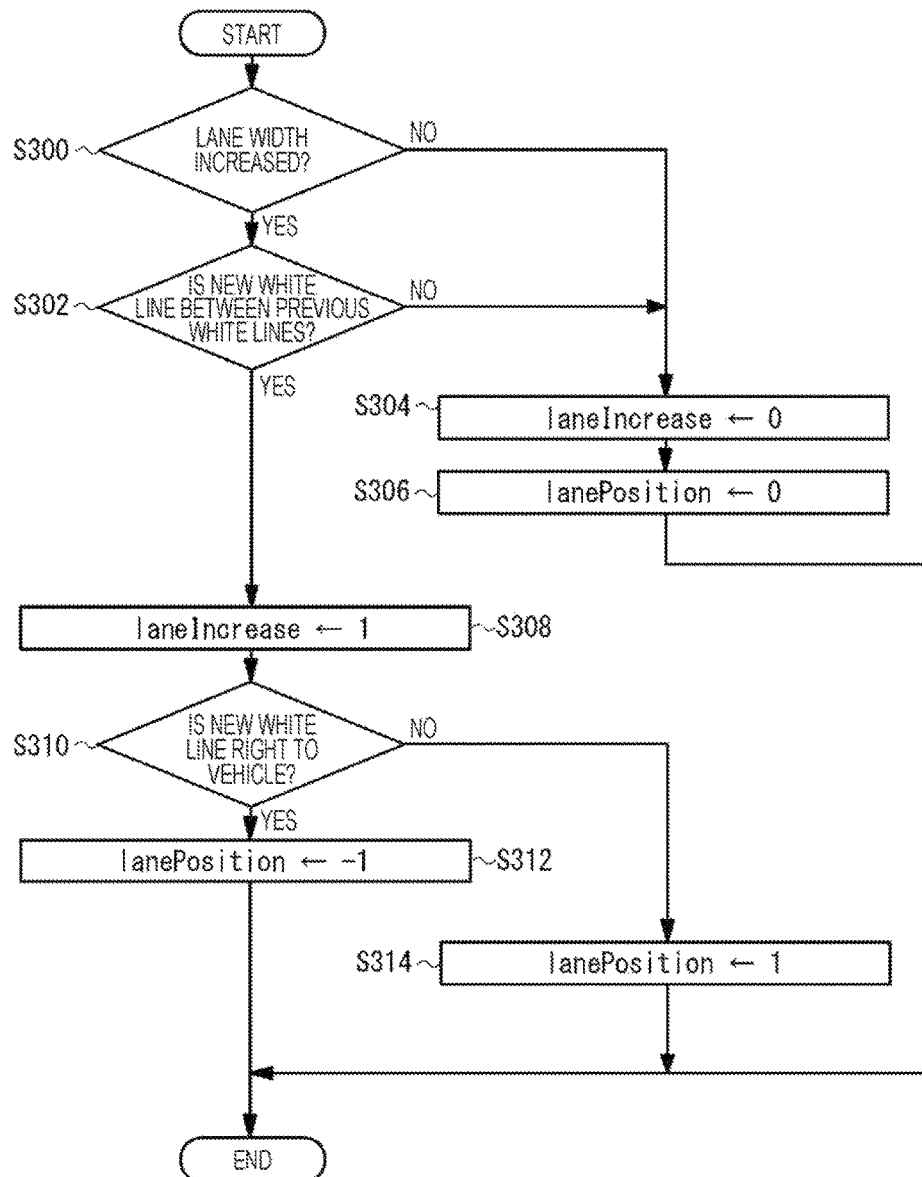 START
S300
LANE WIDTH
INCREASED?
NO
YES
S302
IS NEW WHITE
LINE BETWEEN PREVIOUS
WHITE LINES?
NO
YES
S304
laneIncrease ← 0
S306
lanePosition ← 0
laneIncrease ← 1
S308
S310
IS NEW WHITE
LINE RIGHT TO
VEHICLE?
NO
YES
lanePosition ← -1
S312
S314
lanePosition ← 1
END